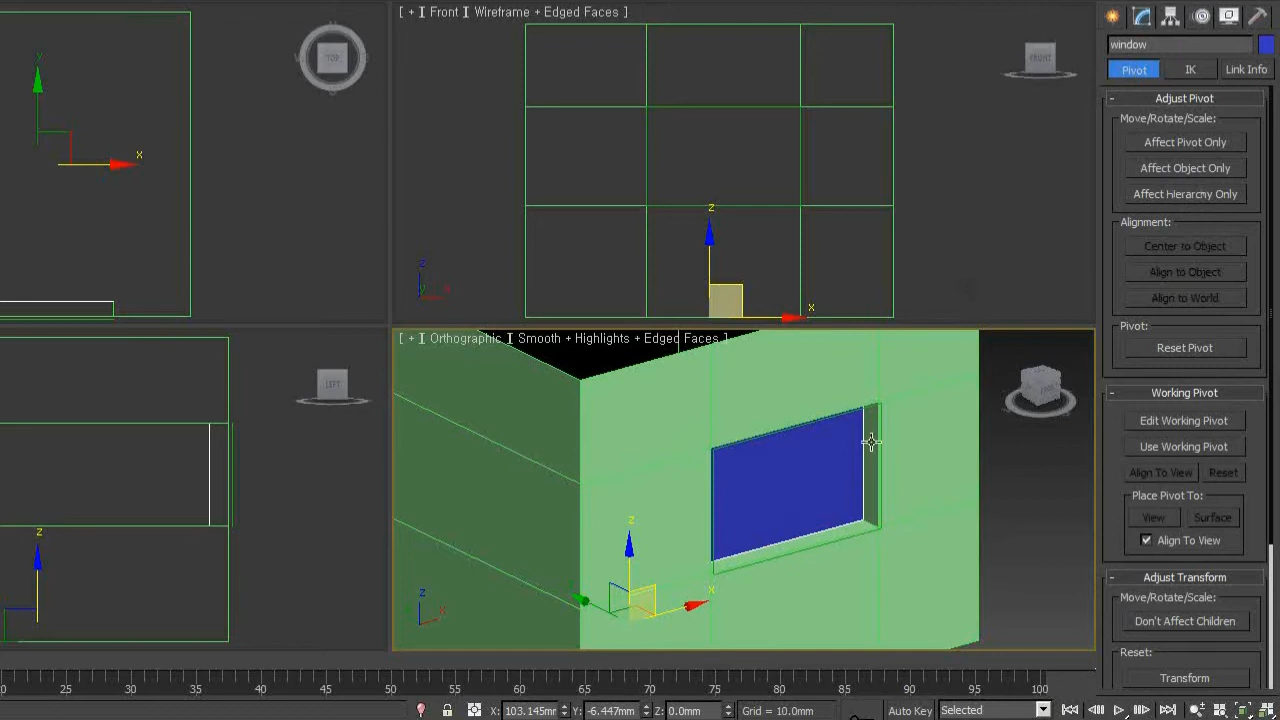 [ + ] Front ] Wireframe + Edged Faces ]
TOP
FRONT
y
x
z
x
z
window
Pivot IK Link Info
- Adjust Pivot
Move/Rotate/Scale:
Affect Pivot Only
Affect Object Only
Affect Hierarchy Only
Alignment:
Center to Object
Align to Object
Align to World
Pivot:
Reset Pivot
[ + ] Orthographic ] Smooth + Highlights + Edged Faces ]
LEFT
z
z
x
z
- Working Pivot
Edit Working Pivot
Use Working Pivot
Align To View Reset
Place Pivot To:
View Surface
Align To View
- Adjust Transform
Move/Rotate/Scale:
Don't Affect Children
Reset:
Transform
20 25 30 35 40 45 50 55 60 65 70 75 80 85 90 95 100
X: 103.145mm Y: -6.447mm Z: 0.0mm Grid = 10.0mm Auto Key Selected